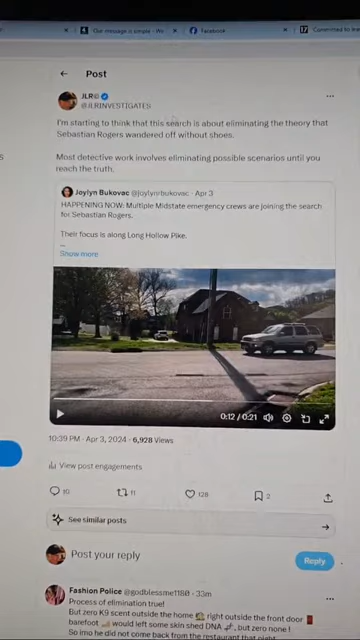 Facebook
← Post
JLR©
@JLRINVESTIGATES
I'm starting to think that this search is about eliminating the theory that
Sebastian Rogers wandered off without shoes.
Most detective work involves eliminating possible scenarios until you
reach the truth.
Joylyn Bukovac @joylynbukovac · Apr 3
HAPPENING NOW: Multiple Midstate emergency crews are joining the search
for Sebastian Rogers.
Their focus is along Long Hollow Pike.
...
Show more
0:12 / 0:21
10:39 PM · Apr 3, 2024 · 6,928 Views
View post engagements
11
128
2
See similar posts →
Post your reply
Reply
Fashion Police @godblessme1180 · 33m
Process of elimination true!
But zero K9 scent outside the home right outside the front door
barefoot would left some skin shed DNA, but zero none!
So imo he did not come back from the restaurant that night